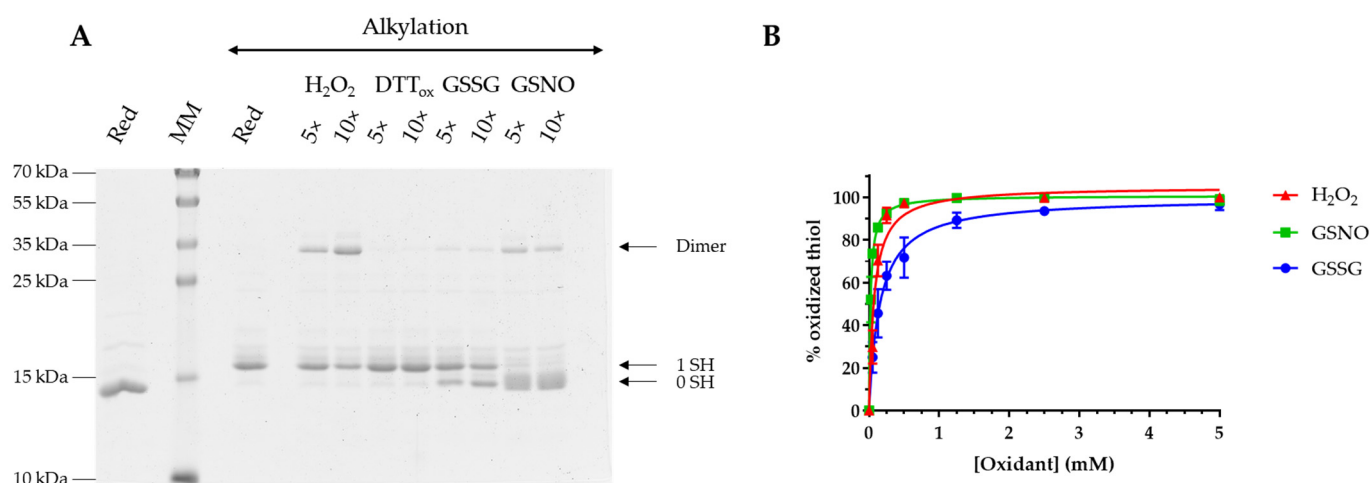 A
Alkylation
H₂O₂ DTTₒₓ GSSG GSNO
Red MM Red 5× 10× 5× 10× 5× 10× 5× 10×
70 kDa
55 kDa
35 kDa
25 kDa
15 kDa
10 kDa
Dimer
1 SH
0 SH
B
% oxidized thiol
100
80
60
40
20
0
0 1 2 3 4 5
[Oxidant] (mM)
H₂O₂
GSNO
GSSG